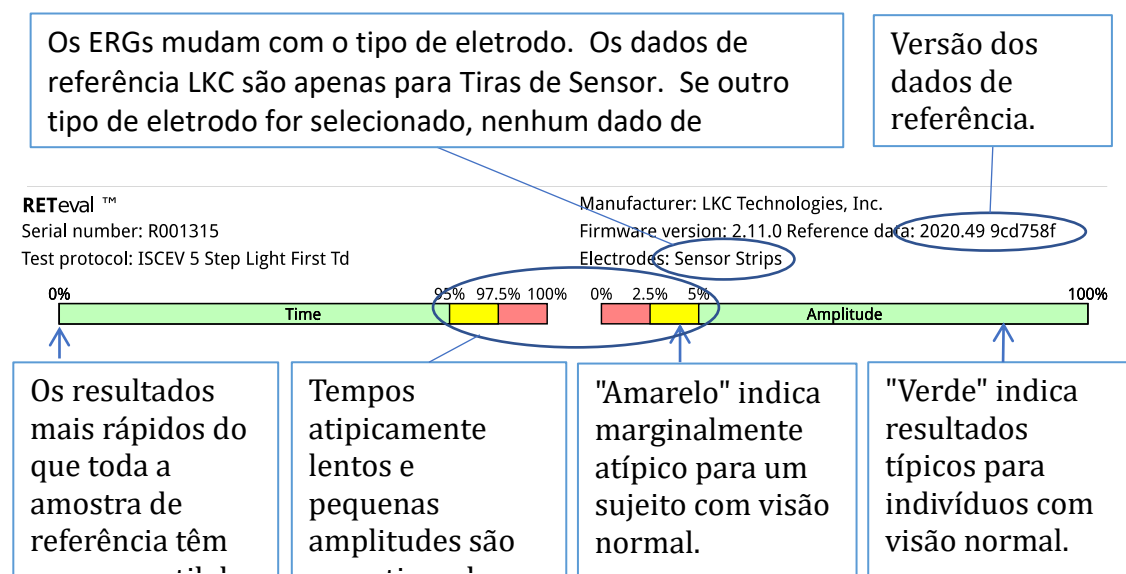 Os ERGs mudam com o tipo de eletrodo.  Os dados de
referência LKC são apenas para Tiras de Sensor.  Se outro
tipo de eletrodo for selecionado, nenhum dado de
Versão dos
dados de
referência.
RETeval ™
Serial number: R001315
Test protocol: ISCEV 5 Step Light First Td
Manufacturer: LKC Technologies, Inc.
Firmware version: 2.11.0 Reference data: 2020.49 9cd758f
Electrodes: Sensor Strips
0% 95% 97.5% 100% 0% 2.5% 5% 100%
Time Amplitude
Os resultados
mais rápidos do
que toda a
amostra de
referência têm
Tempos
atipicamente
lentos e
pequenas
amplitudes são
"Amarelo" indica
marginalmente
atípico para um
sujeito com visão
normal.
"Verde" indica
resultados
típicos para
indivíduos com
visão normal.